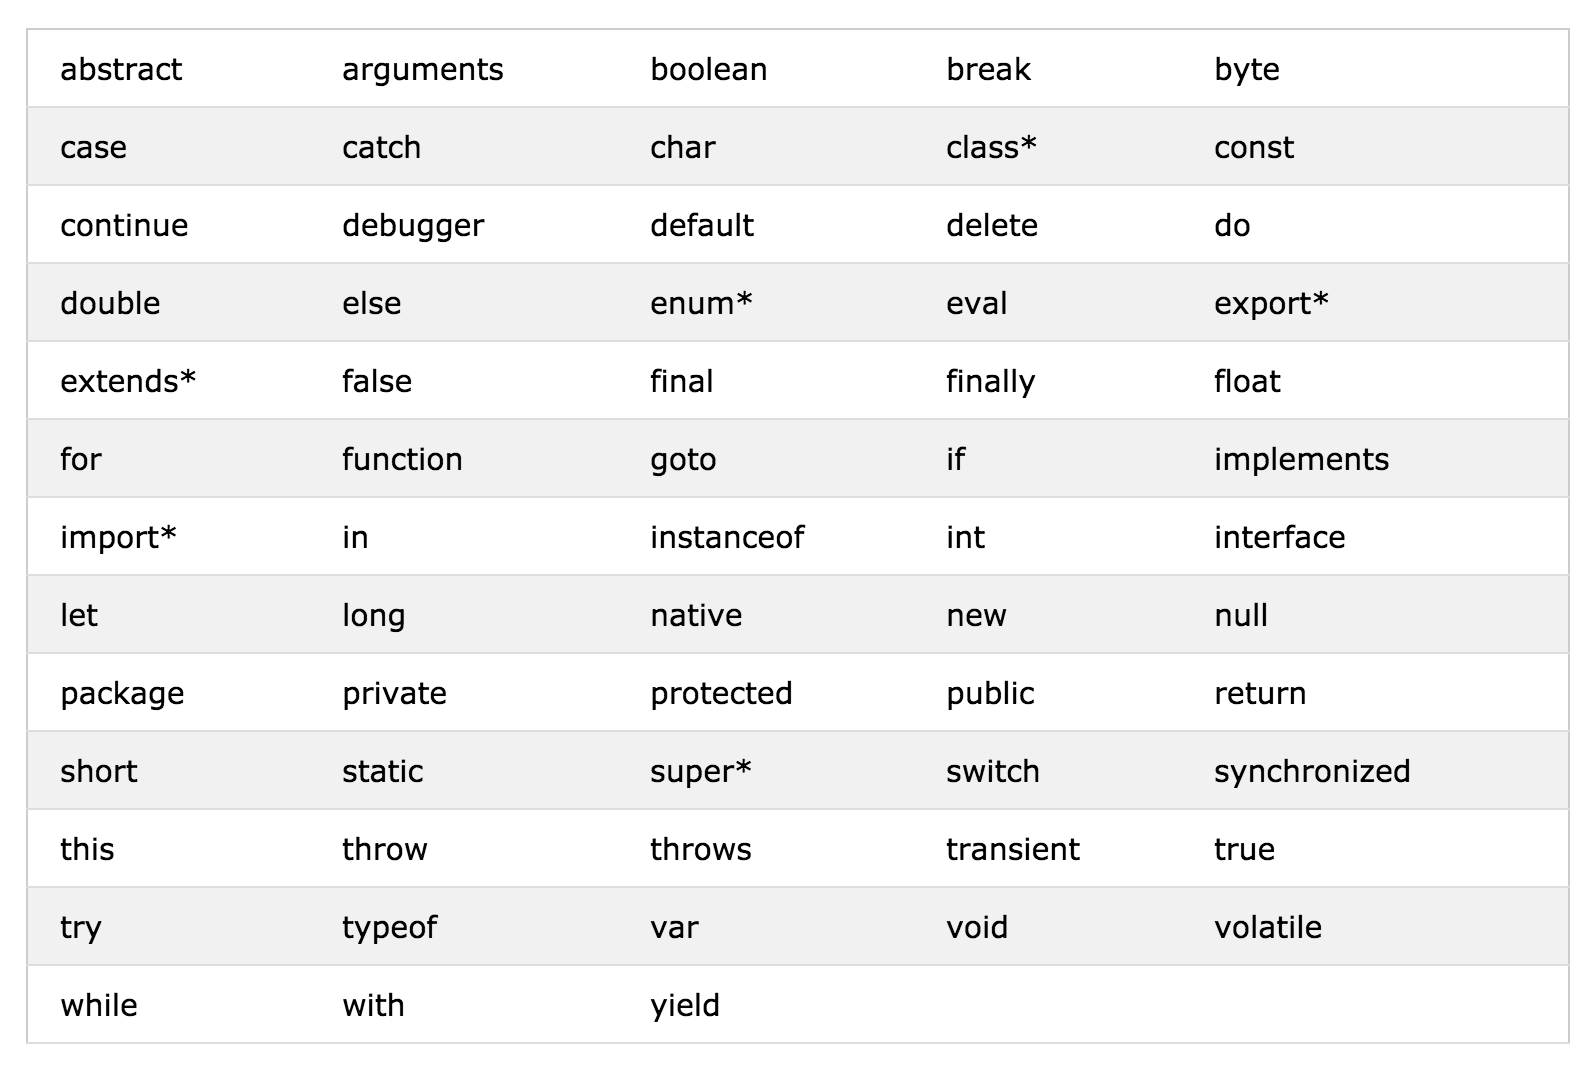 abstract arguments boolean break byte
case catch char class* const
continue debugger default delete do
double else enum* eval export*
extends* false final finally float
for function goto if implements
import* in instanceof int interface
let long native new null
package private protected public return
short static super* switch synchronized
this throw throws transient true
try typeof var void volatile
while with yield